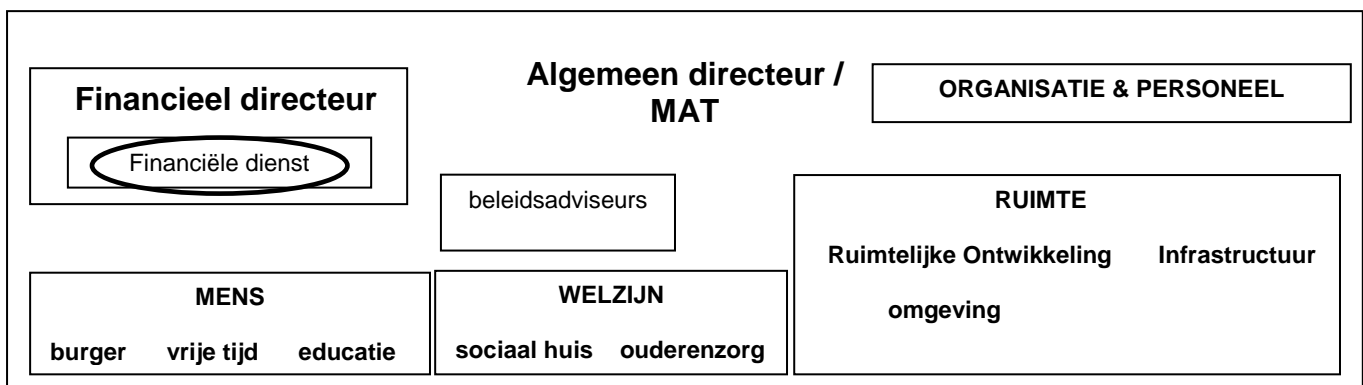 Financieel directeur
Financiële dienst
Algemeen directeur /
MAT
ORGANISATIE & PERSONEEL
beleidsadviseurs
RUIMTE
Ruimtelijke Ontwikkeling Infrastructuur
omgeving
MENS
burger vrije tijd educatie
WELZIJN
sociaal huis ouderenzorg